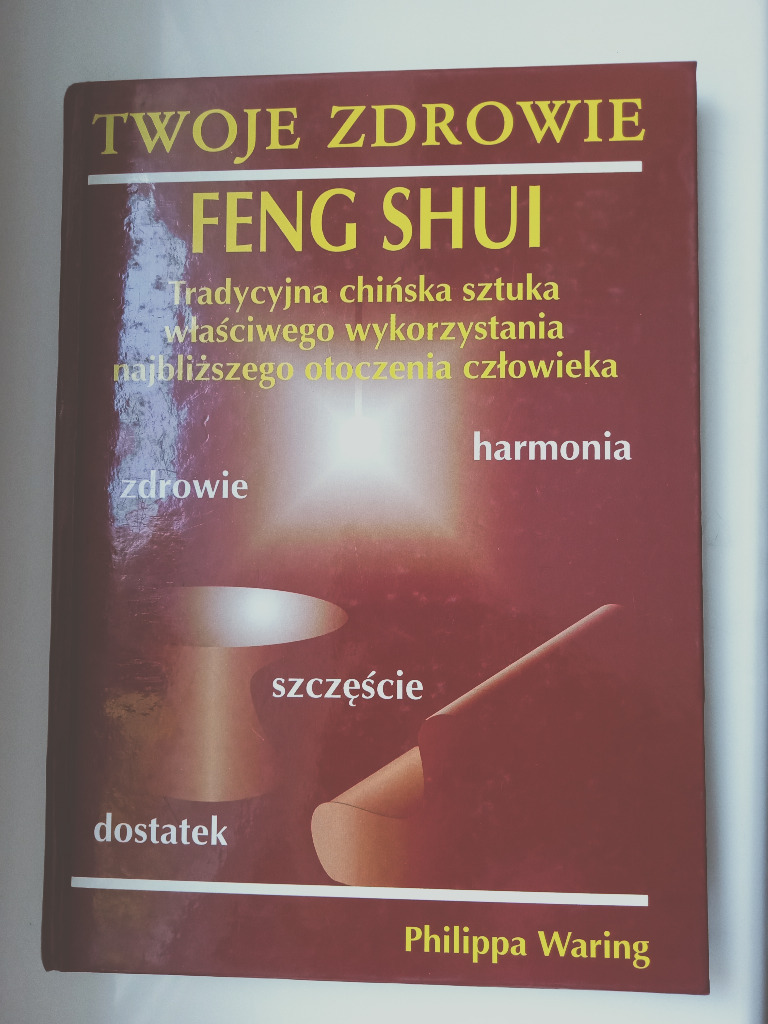 TWOJE ZDROWIE
FENG SHUI
Tradycyjna chińska sztuka
właściwego wykorzystania
najbliższego otoczenia człowieka
harmonia
zdrowie
szczęście
dostatek
Philippa Waring